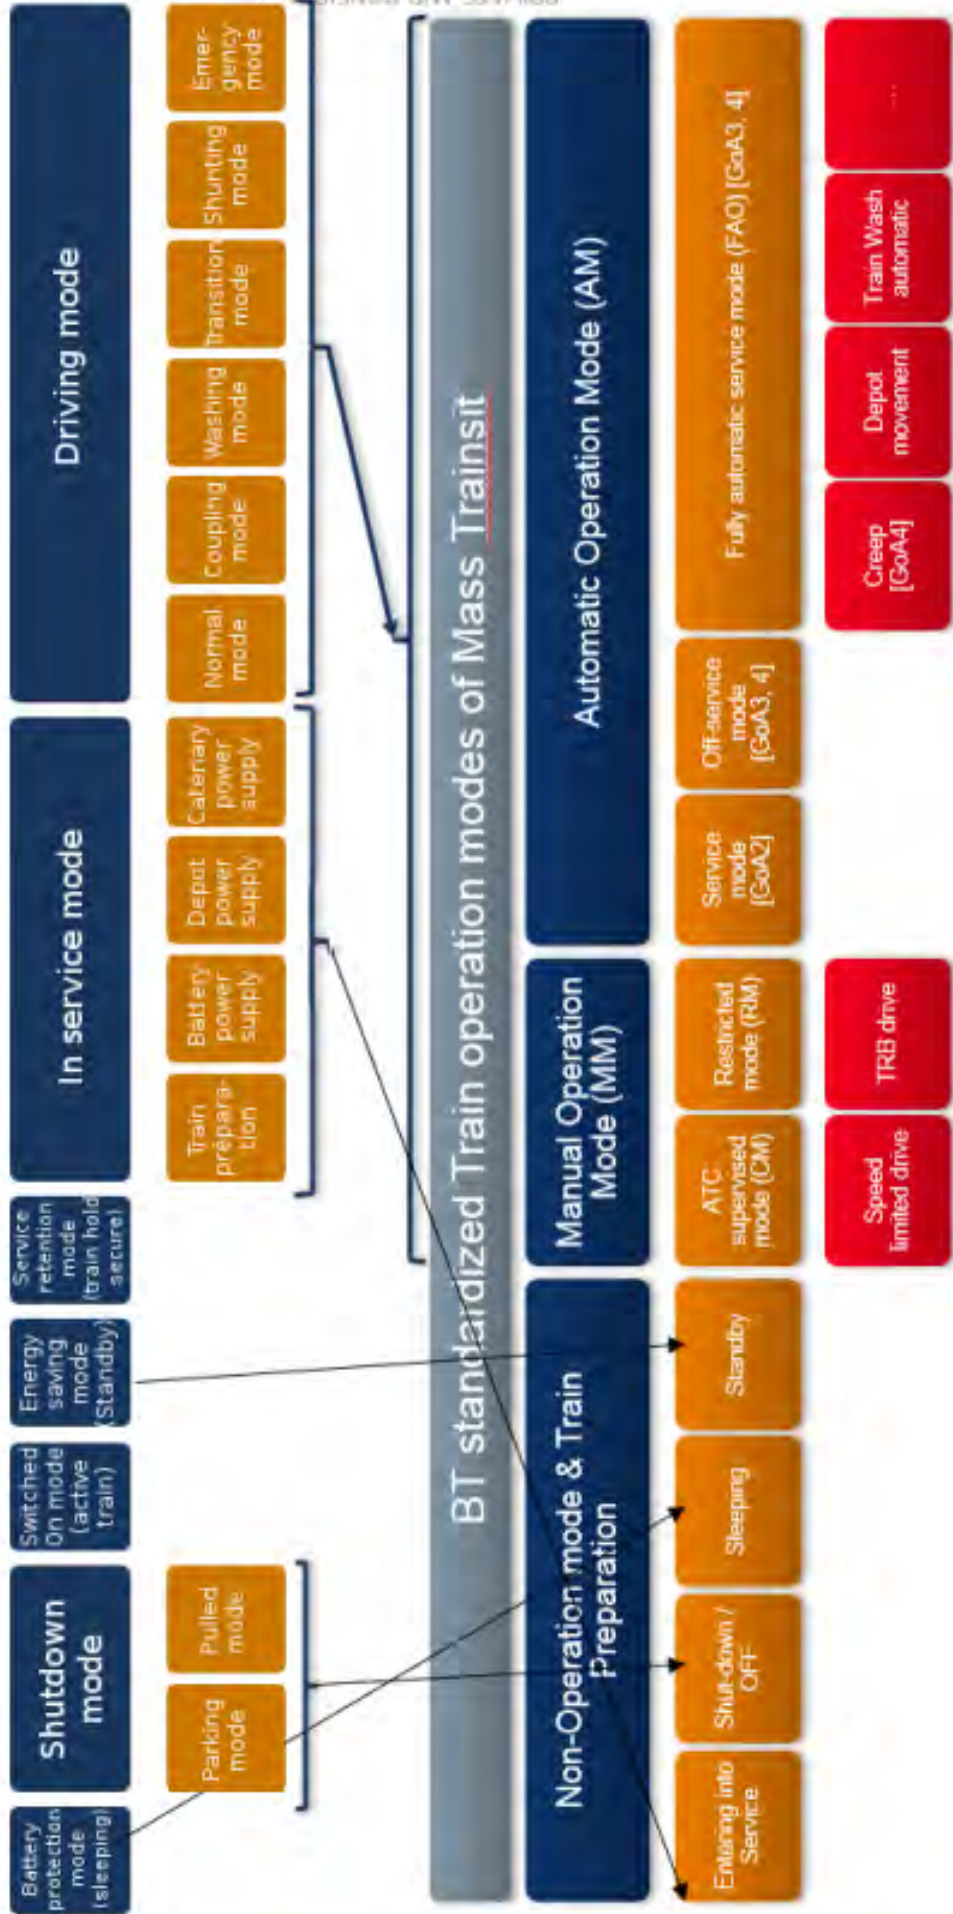 Battery
protection
mode
(sleeping)
Shutdown
mode
Switched
On mode
(active
train)
Energy
saving
mode
(Standby)
Service
retention
mode
(train hold
secure)
In service mode
Driving mode
Parking
mode
Pulled
mode
Train
prepara-
tion
Battery
power
supply
Depot
power
supply
Catenary
power
supply
Normal
mode
Coupling
mode
Washing
mode
Transition
mode
Shunting
mode
Emer-
gency
mode
BT standardized Train operation modes of Mass Trainsit
Non-Operation mode & Train
Preparation
Manual Operation
Mode (MM)
Automatic Operation Mode (AM)
Entering into
Service
Shut-down /
OFF
Sleeping
Standby
ATC
supervised
mode (CM)
Restricted
mode (RM)
Service
mode
[GoA2]
Off-service
mode
[GoA3, 4]
Fully automatic service mode (FAO) [GoA3, 4]
Speed
limited drive
TRB drive
Creep
[GoA4]
Depot
movement
Train Wash
automatic
...